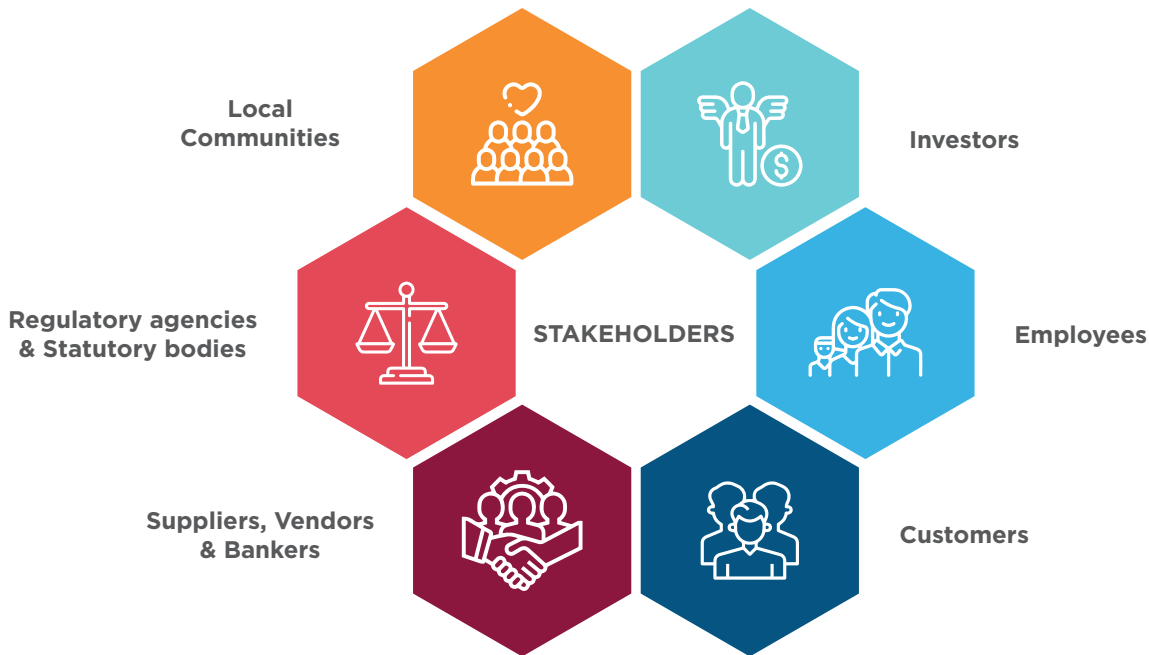 Local
Communities
Investors
Regulatory agencies
& Statutory bodies
STAKEHOLDERS
Employees
Suppliers, Vendors
& Bankers
Customers
$